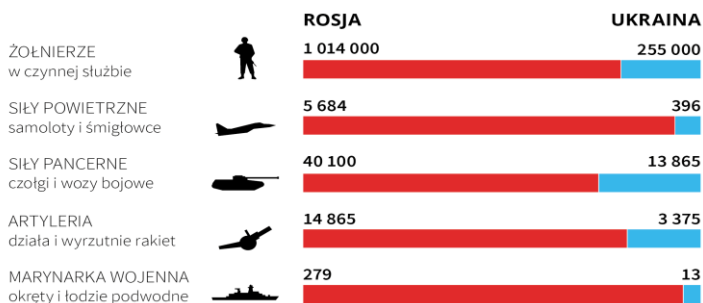 ROSJA UKRAINA
ŻOŁNIERZE
w czynnej służbie
1 014 000 255 000
SIŁY POWIETRZNE
samoloty i śmigłowce
5 684 396
SIŁY PANCERNE
czołgi i wozy bojowe
40 100 13 865
ARTYLERIA
działa i wyrzutnie rakiet
14 865 3 375
MARYNARKA WOJENNA
okręty i łodzie podwodne
279 13